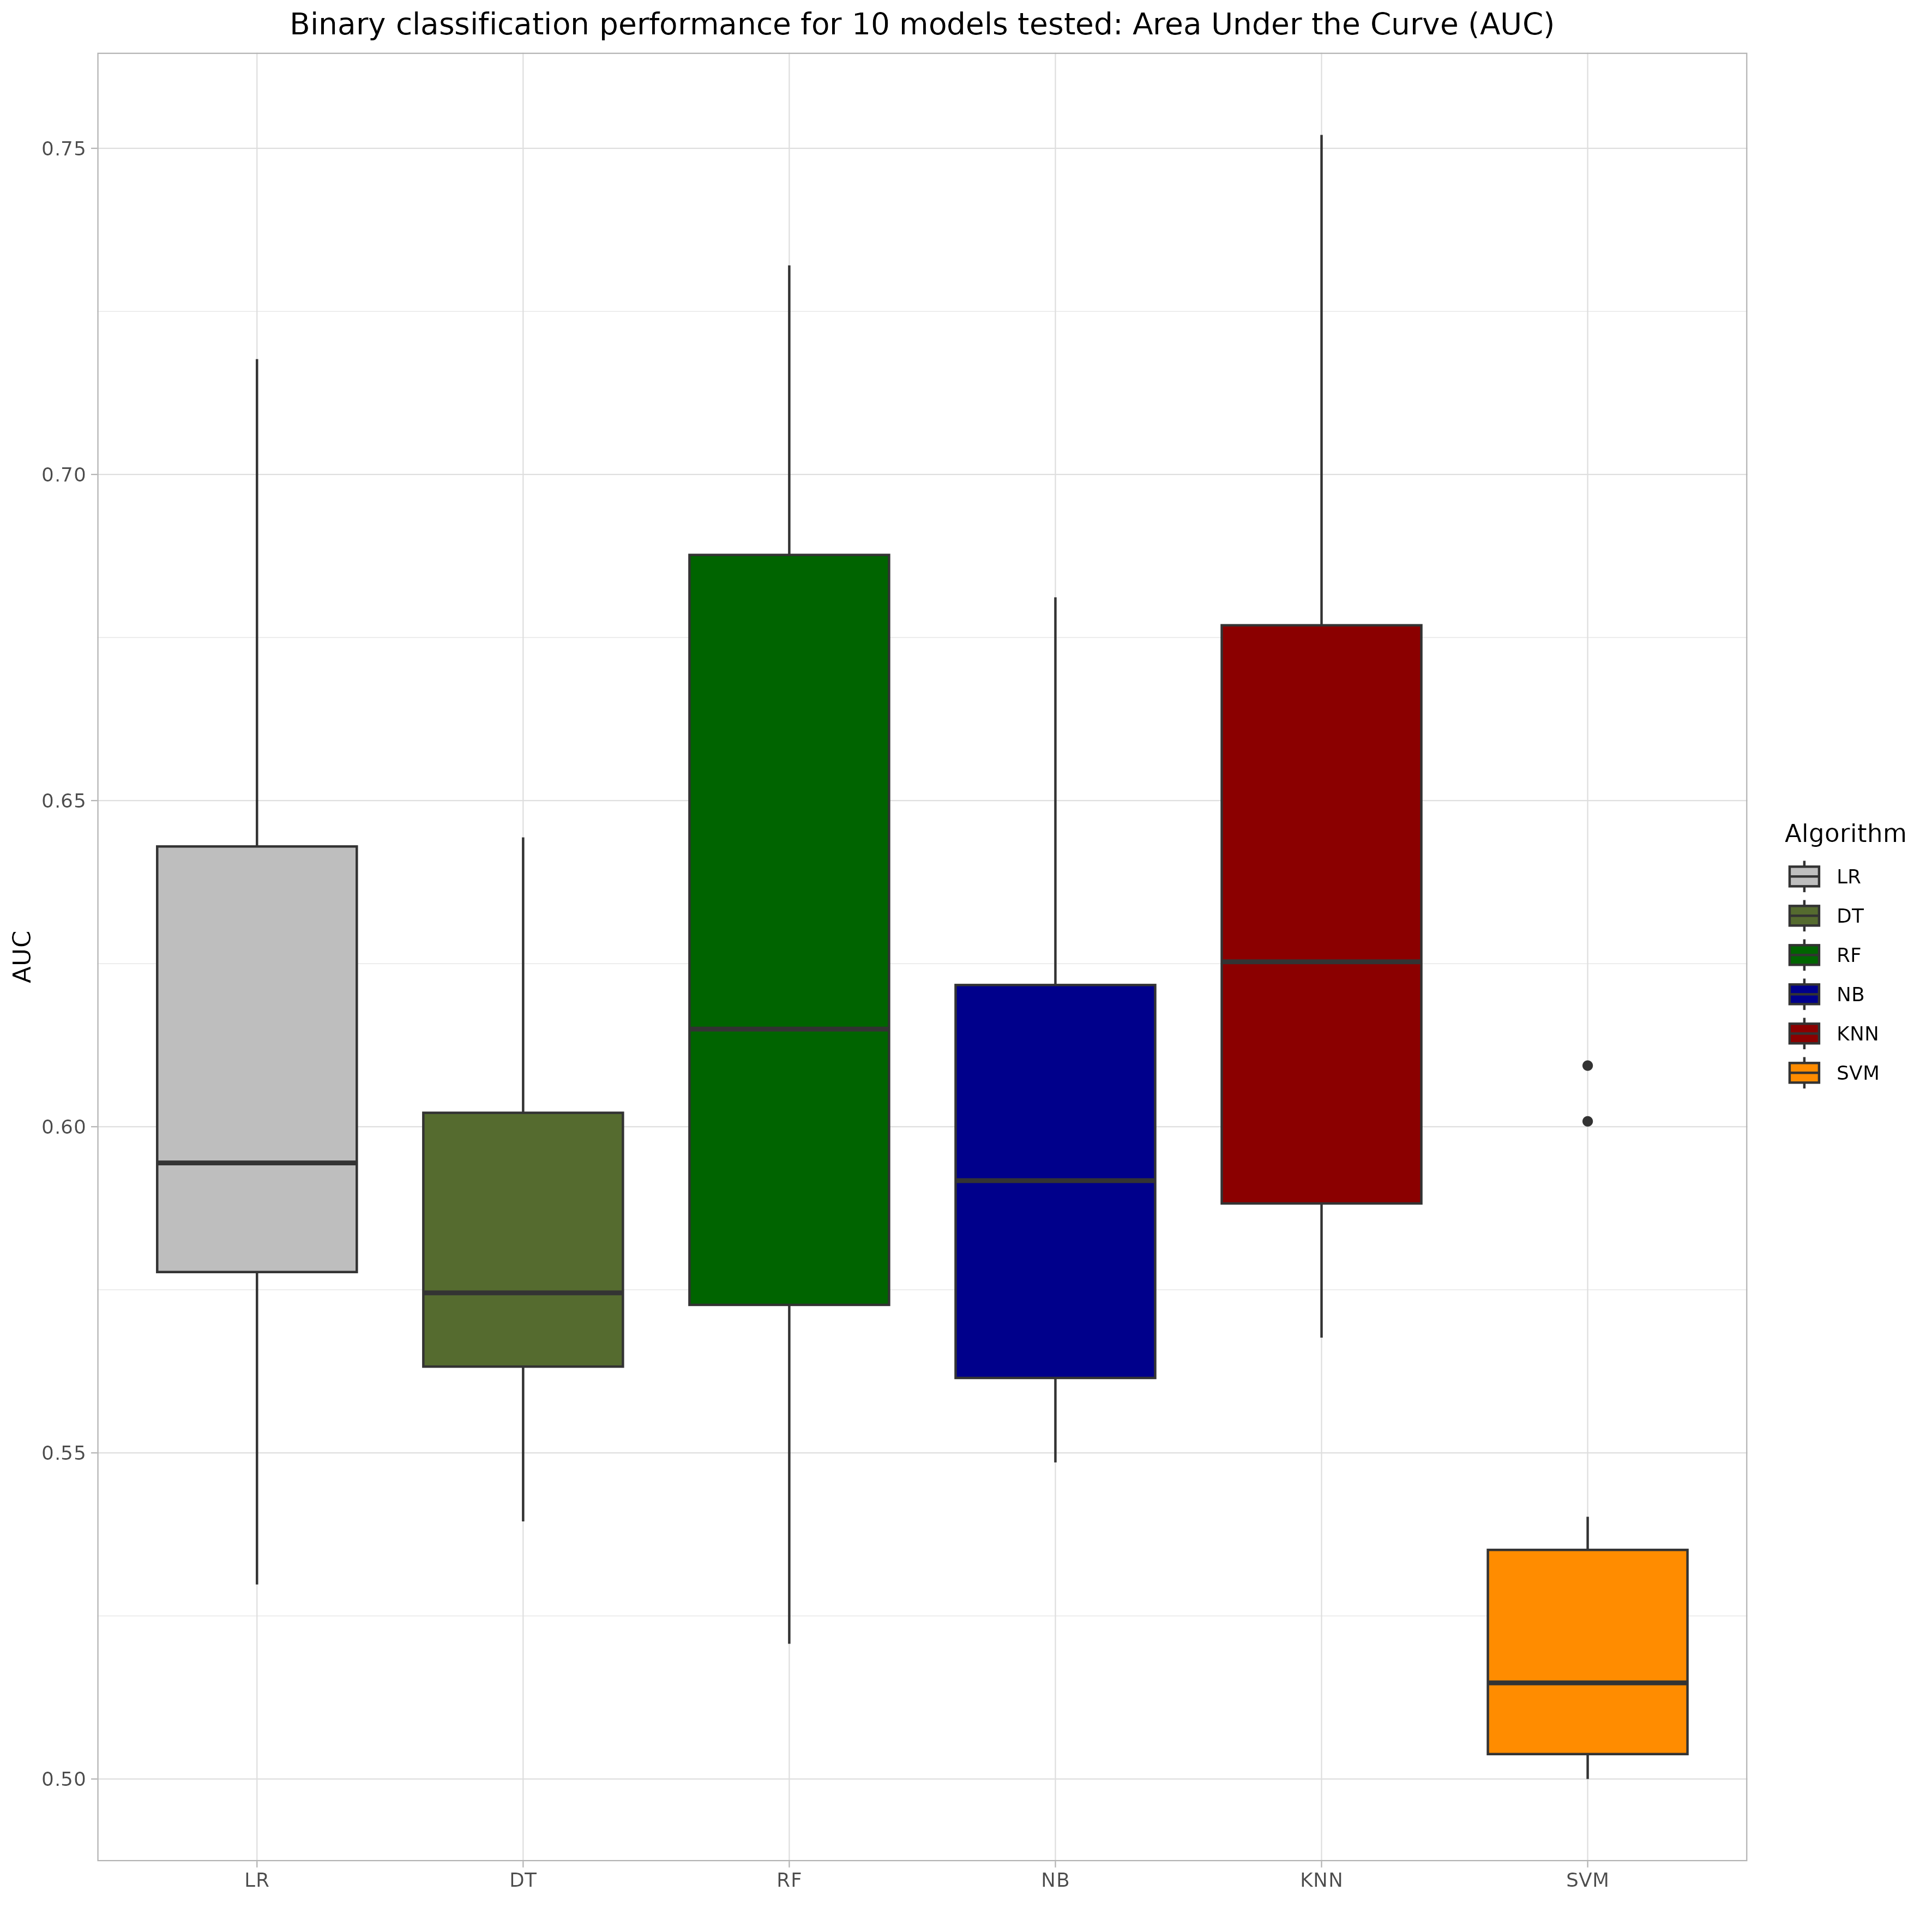 Binary classification performance for 10 models tested: Area Under the Curve (AUC)
AUC
0.75
0.70
0.65
0.60
0.55
0.50
LR DT RF NB KNN SVM
Algorithm
LR
DT
RF
NB
KNN
SVM